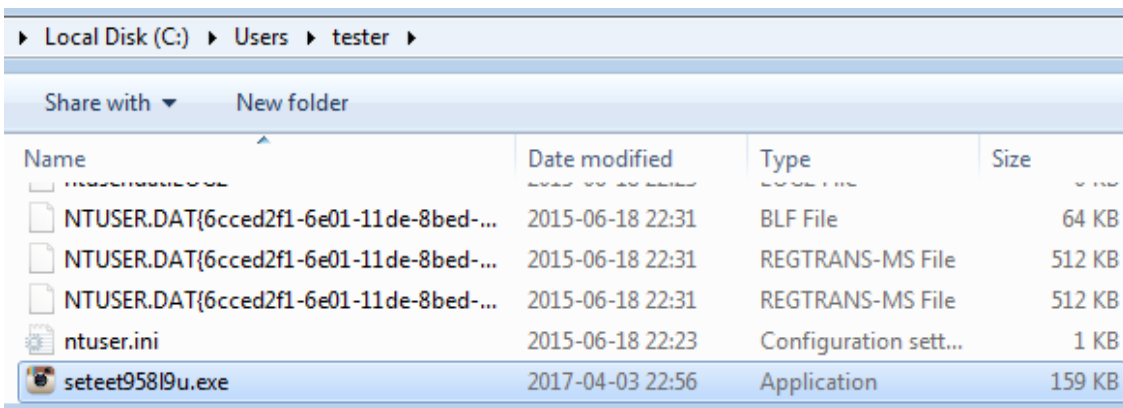 Local Disk (C:) Users tester
Share with New folder
Name Date modified Type Size
NTUSER.DAT{6cced2f1-6e01-11de-8bed-... 2015-06-18 22:31 BLF File 64 KB
NTUSER.DAT{6cced2f1-6e01-11de-8bed-... 2015-06-18 22:31 REGTRANS-MS File 512 KB
NTUSER.DAT{6cced2f1-6e01-11de-8bed-... 2015-06-18 22:31 REGTRANS-MS File 512 KB
ntuser.ini 2015-06-18 22:23 Configuration sett... 1 KB
seteet958l9u.exe 2017-04-03 22:56 Application 159 KB